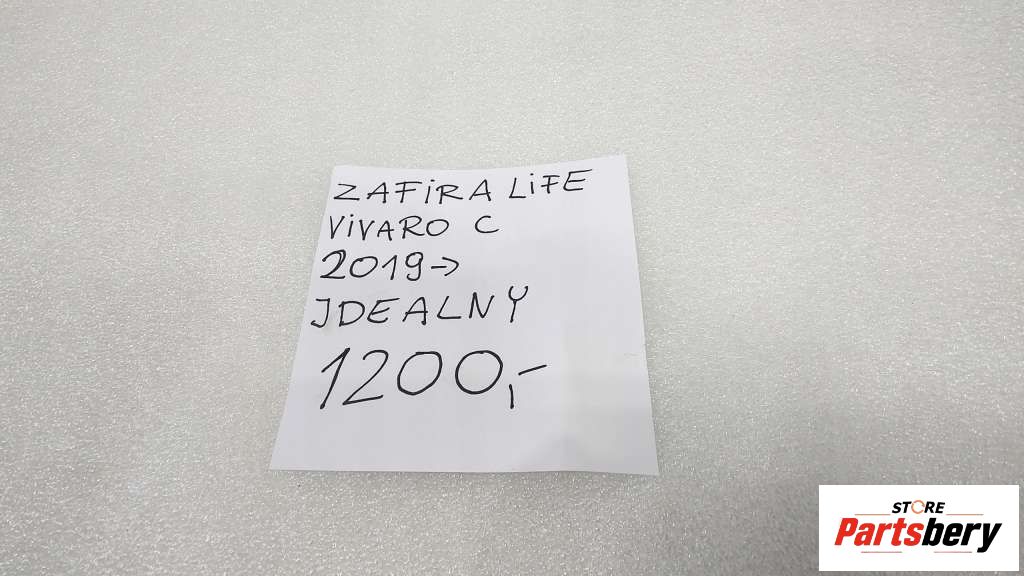 ZAFiRA LiFE
ViVARO C
2019→
JDEALNY
1200,-
STORE
Partsbery